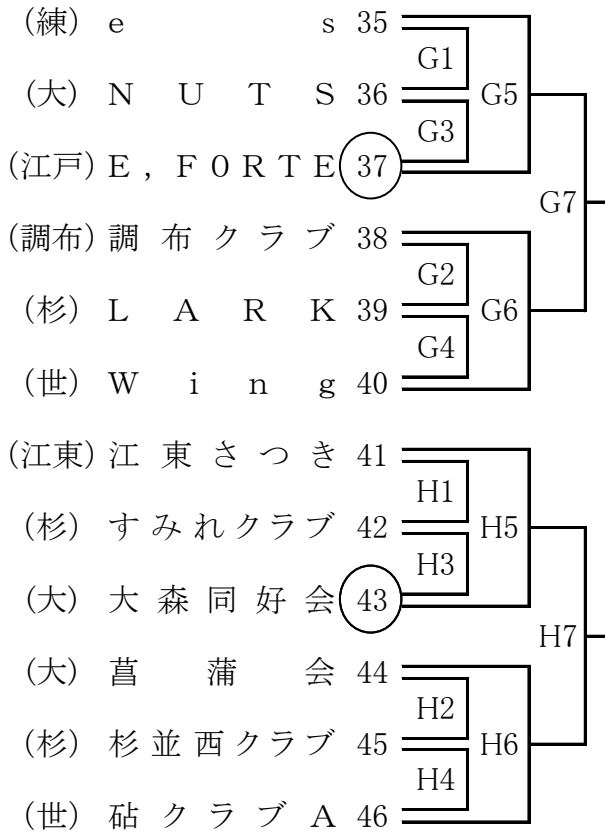 (練) e s 35
G1
(大) N U T S 36
G5
G3
(江戸) E , F O R T E 37
G7
(調布) 調布クラブ 38
G2
(杉) L A R K 39
G6
G4
(世) W i n g 40
(江東) 江東さつき 41
H1
(杉) すみれクラブ 42
H5
H3
(大) 大森同好会 43
H7
(大) 菖蒲会 44
H2
(杉) 杉並西クラブ 45
H6
H4
(世) 砧クラブA 46